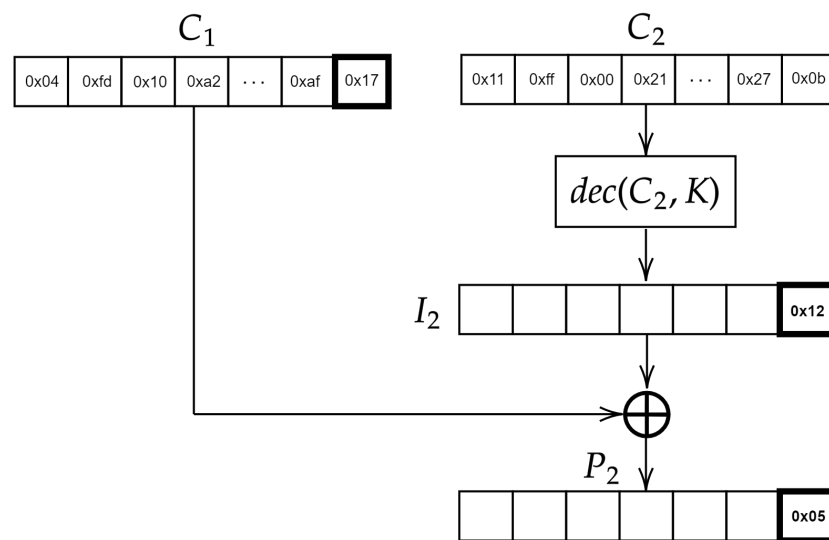 C₁ C₂
0x04 0xfd 0x10 0xa2 ... 0xaf 0x17 0x11 0xff 0x00 0x21 ... 0x27 0x0b
dec(C₂, K)
I₂ 0x12
P₂
0x05